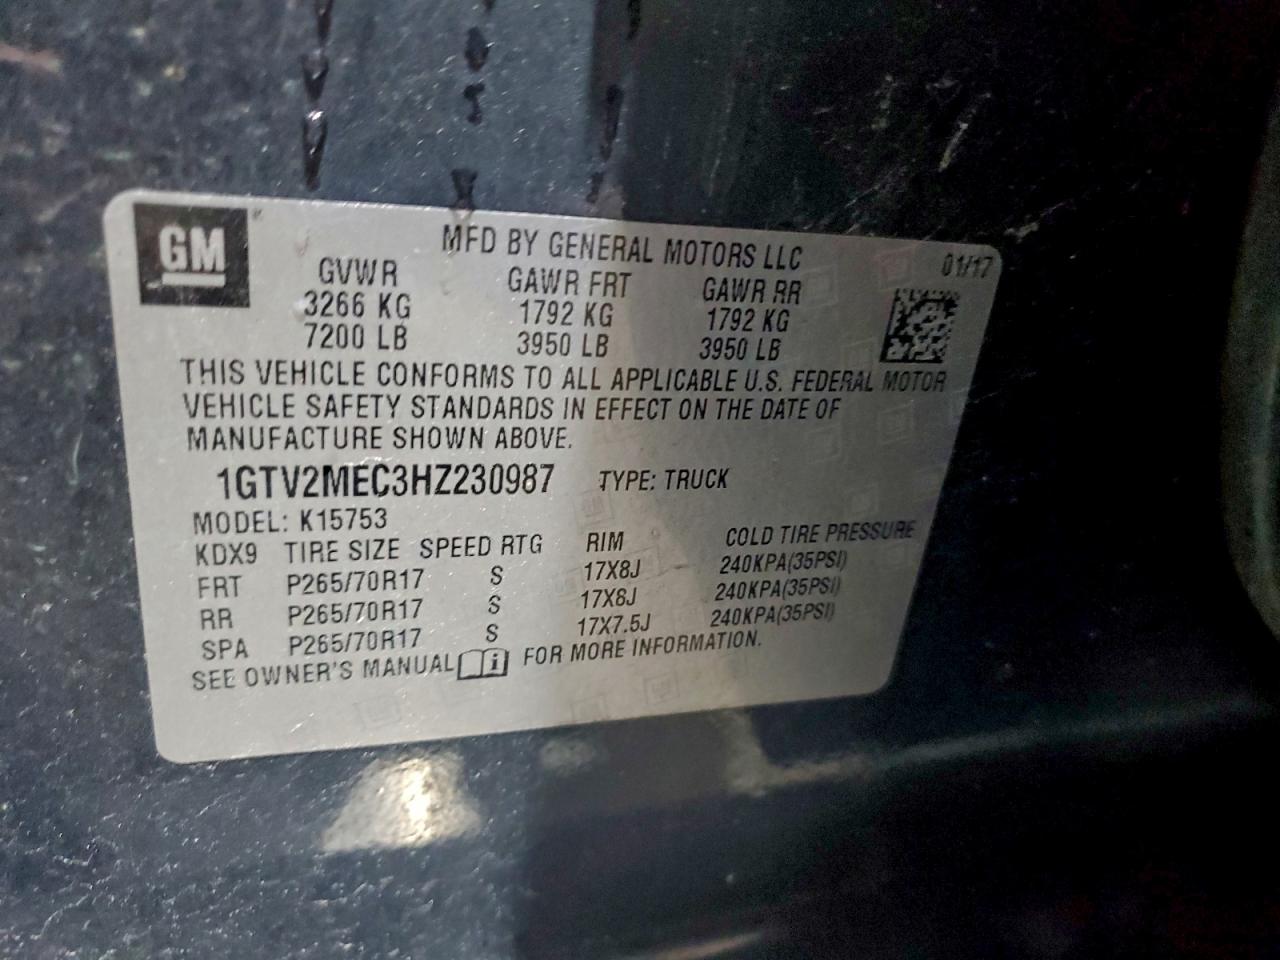 GM
MFD BY GENERAL MOTORS LLC 01/17
GVWR GAWR FRT GAWR RR
3266 KG 1792 KG 1792 KG
7200 LB 3950 LB 3950 LB
THIS VEHICLE CONFORMS TO ALL APPLICABLE U.S. FEDERAL MOTOR
VEHICLE SAFETY STANDARDS IN EFFECT ON THE DATE OF
MANUFACTURE SHOWN ABOVE.
1GTV2MEC3HZ230987 TYPE: TRUCK
MODEL: K15753
KDX9 TIRE SIZE SPEED RTG RIM COLD TIRE PRESSURE
FRT P265/70R17 S 17X8J 240KPA(35PSI)
RR P265/70R17 S 17X8J 240KPA(35PSI)
SPA P265/70R17 S 17X7.5J 240KPA(35PSI)
SEE OWNER'S MANUAL i FOR MORE INFORMATION.